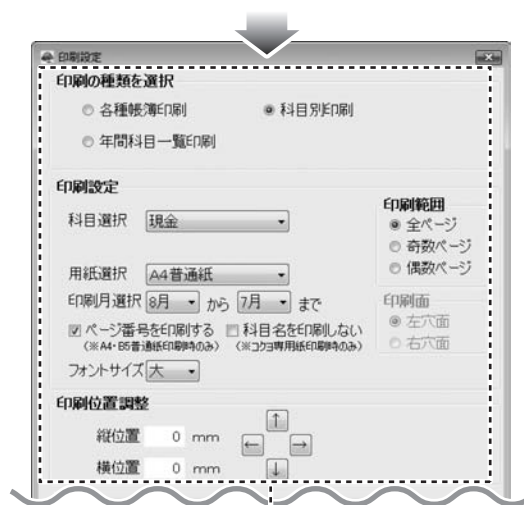 印刷設定
印刷の種類を選択
各種帳簿印刷 科目別印刷
年間科目一覧印刷
印刷設定
科目選択 現金
用紙選択 A4普通紙
印刷月選択 8月 から 7月 まで
ページ番号を印刷する 科目名を印刷しない
(※A4・B5普通紙印刷時のみ) (※コクヨ専用紙印刷時のみ)
フォントサイズ 大
印刷範囲
全ページ
奇数ページ
偶数ページ
印刷面
左穴面
右穴面
印刷位置調整
縦位置 0 mm
横位置 0 mm